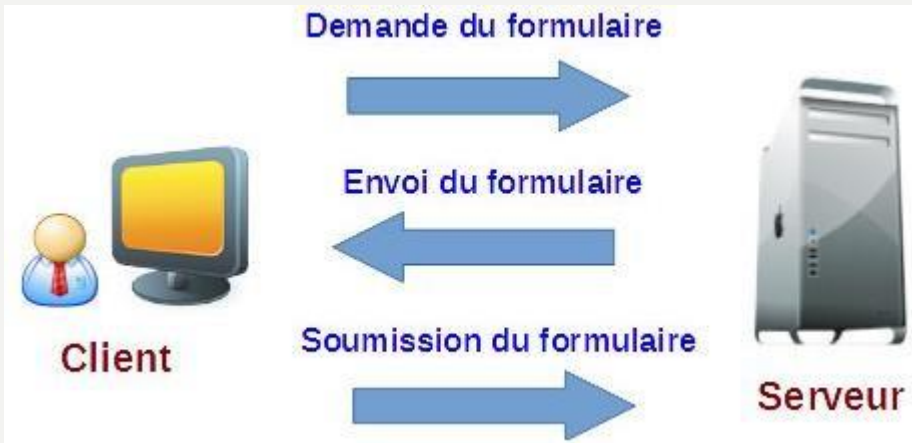 Demande du formulaire
Envoi du formulaire
Soumission du formulaire
Client
Serveur